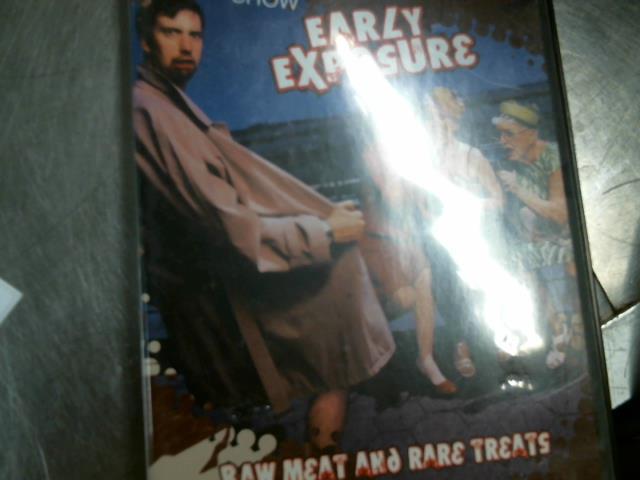 SHOW
EARLY
EXPOSURE
RAW MEAT AND RARE TREATS